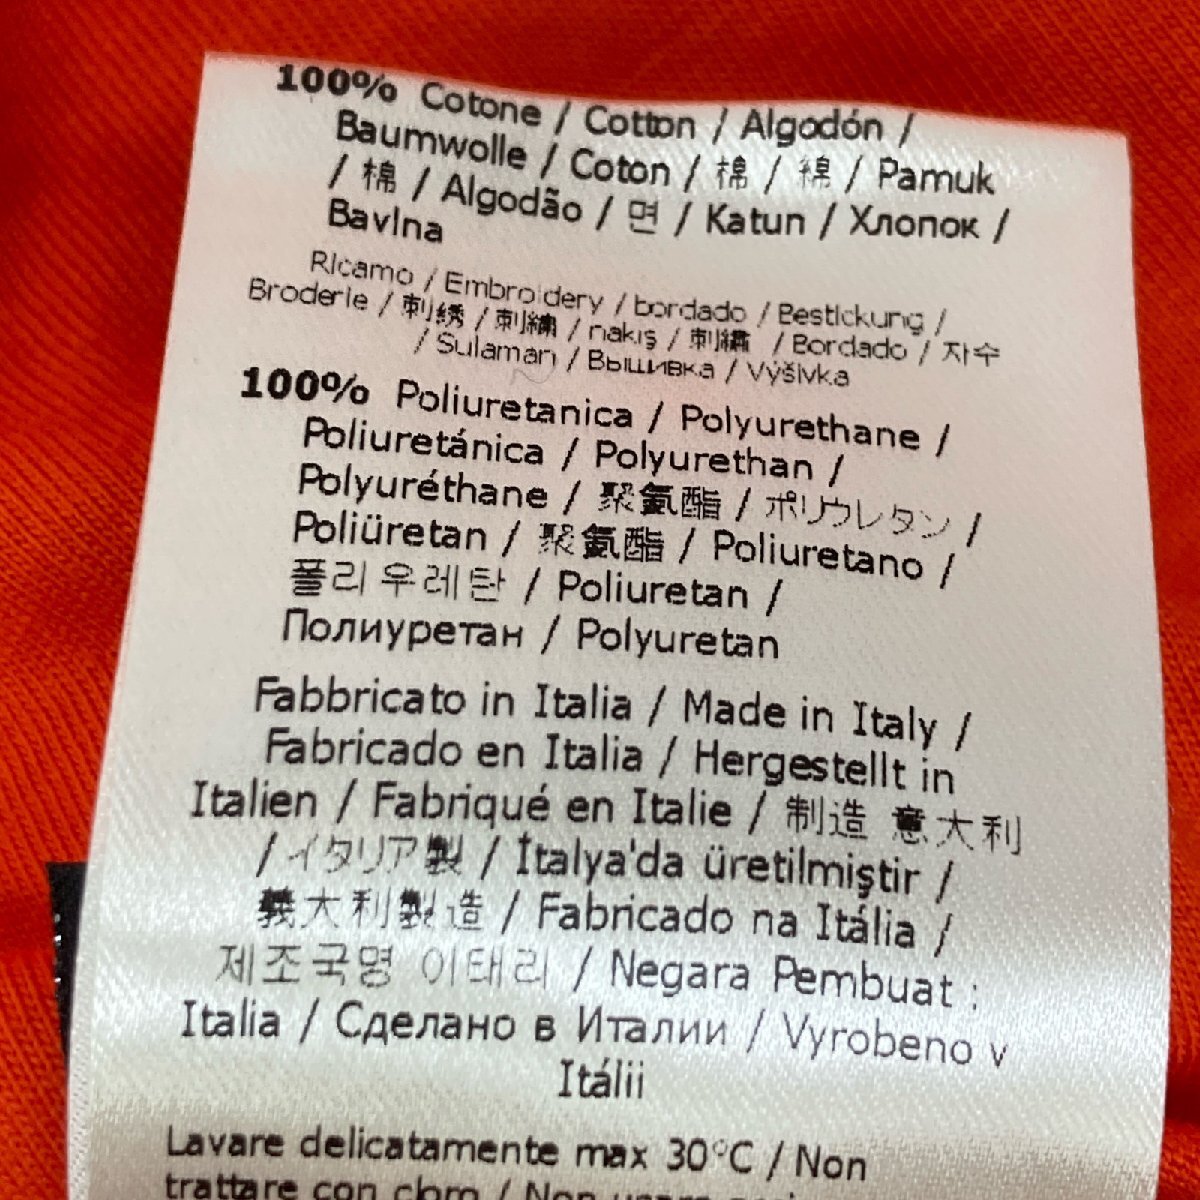 100% Cotone / Cotton / Algodón /
Baumwolle / Coton / 棉 / 綿 / Pamuk
/ 棉 / Algodão / 면 / Katun / Хлопок /
Bavlna
Ricamo / Embroidery / bordado / Bestickung /
Broderie / 刺绣 / 刺繍 / nakış / 刺繡 / Bordado / 자수
/ Sulaman / Вышивка / Výšivka
100% Poliuretanica / Polyurethane /
Poliuretánica / Polyurethan /
Polyuréthane / 聚氨酯 / ポリウレタン /
Poliüretan / 聚氨酯 / Poliuretano /
폴리우레탄 / Poliuretan /
Полиуретан / Polyuretan
Fabbricato in Italia / Made in Italy /
Fabricado en Italia / Hergestellt in
Italien / Fabriqué en Italie / 制造 意大利
/ イタリア製 / İtalya'da üretilmiştir /
義大利製造 / Fabricado na Itália /
제조국명 이태리 / Negara Pembuat :
Italia / Сделано в Италии / Vyrobeno v
Itálii
Lavare delicatamente max 30°C / Non
trattare con cloro / Non usare